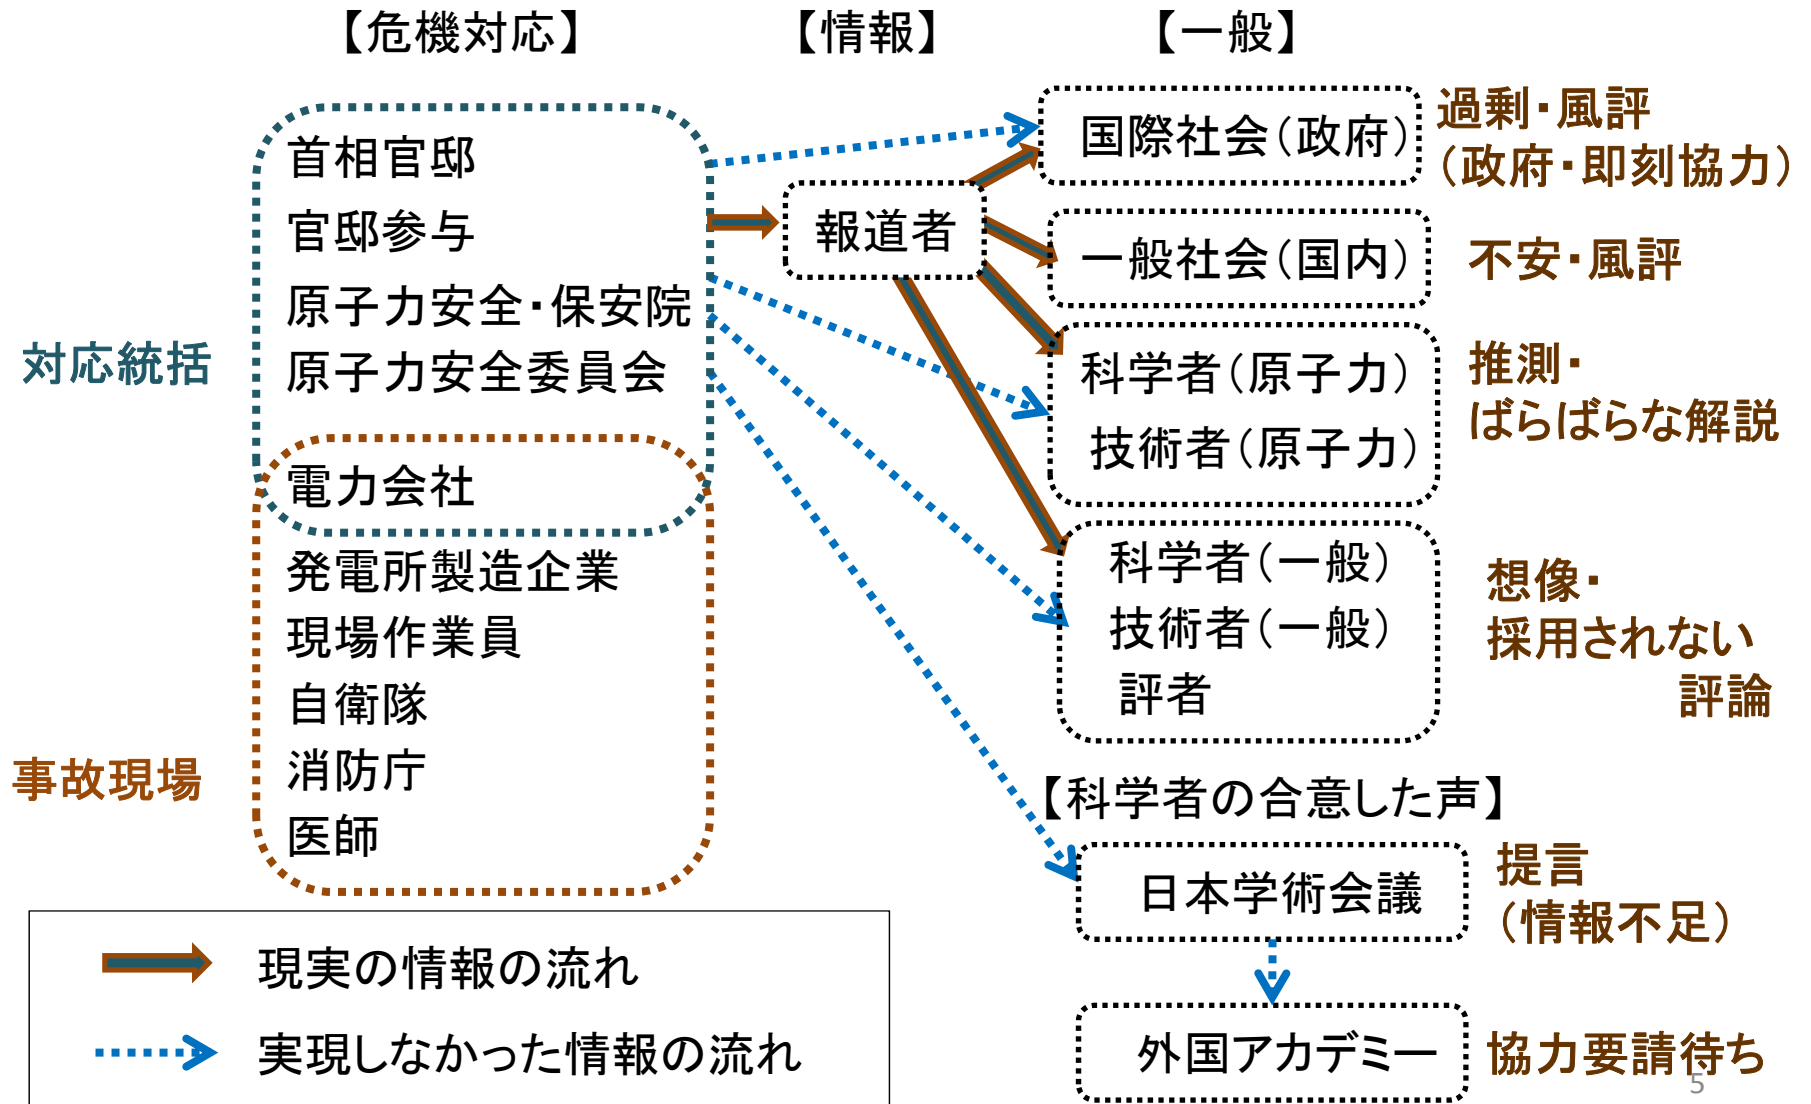 【危機対応】
【情報】
【一般】
首相官邸
官邸参与
原子力安全・保安院
原子力安全委員会
電力会社
発電所製造企業
現場作業員
自衛隊
消防庁
医師
対応統括
事故現場
報道者
国際社会(政府)
一般社会(国内)
科学者(原子力)
技術者(原子力)
科学者(一般)
技術者(一般)
評者
【科学者の合意した声】
日本学術会議
外国アカデミー
過剰・風評
(政府・即刻協力)
不安・風評
推測・
ばらばらな解説
想像・
採用されない
評論
提言
(情報不足)
協力要請待ち
現実の情報の流れ
実現しなかった情報の流れ
5